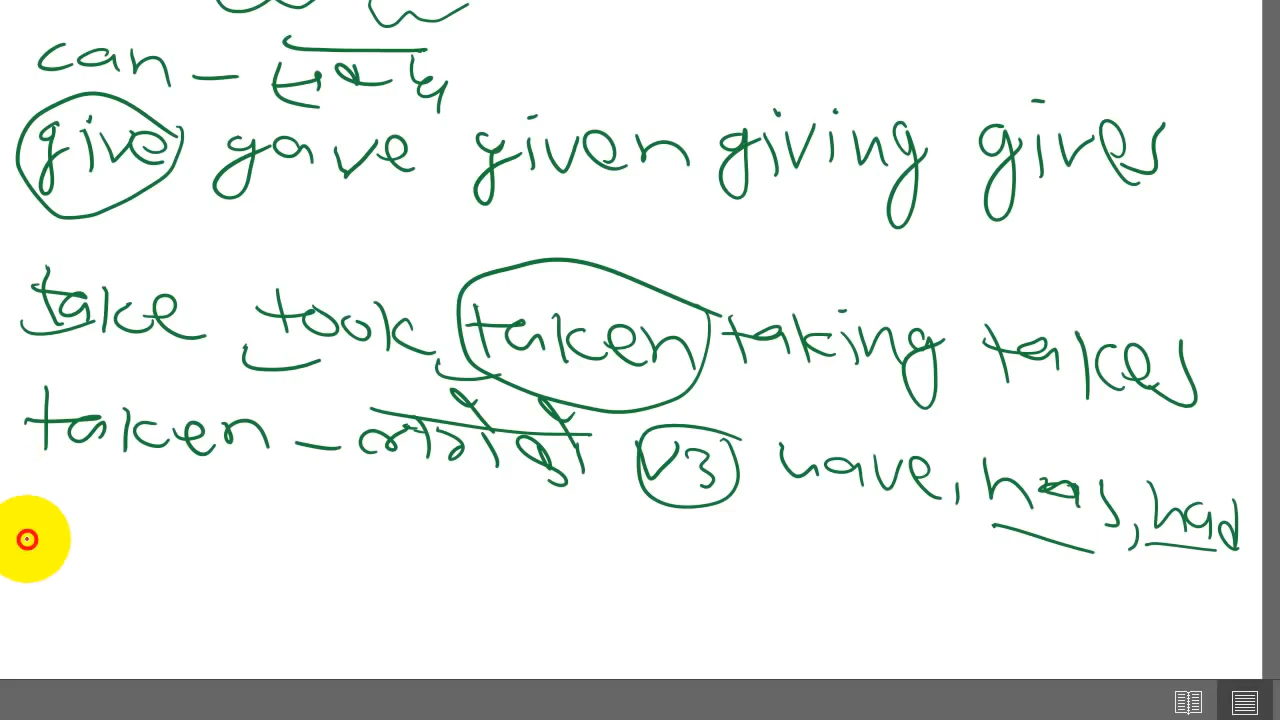 can –
give gave given giving gives
take took taken taking takes
taken – V3 have, has, had